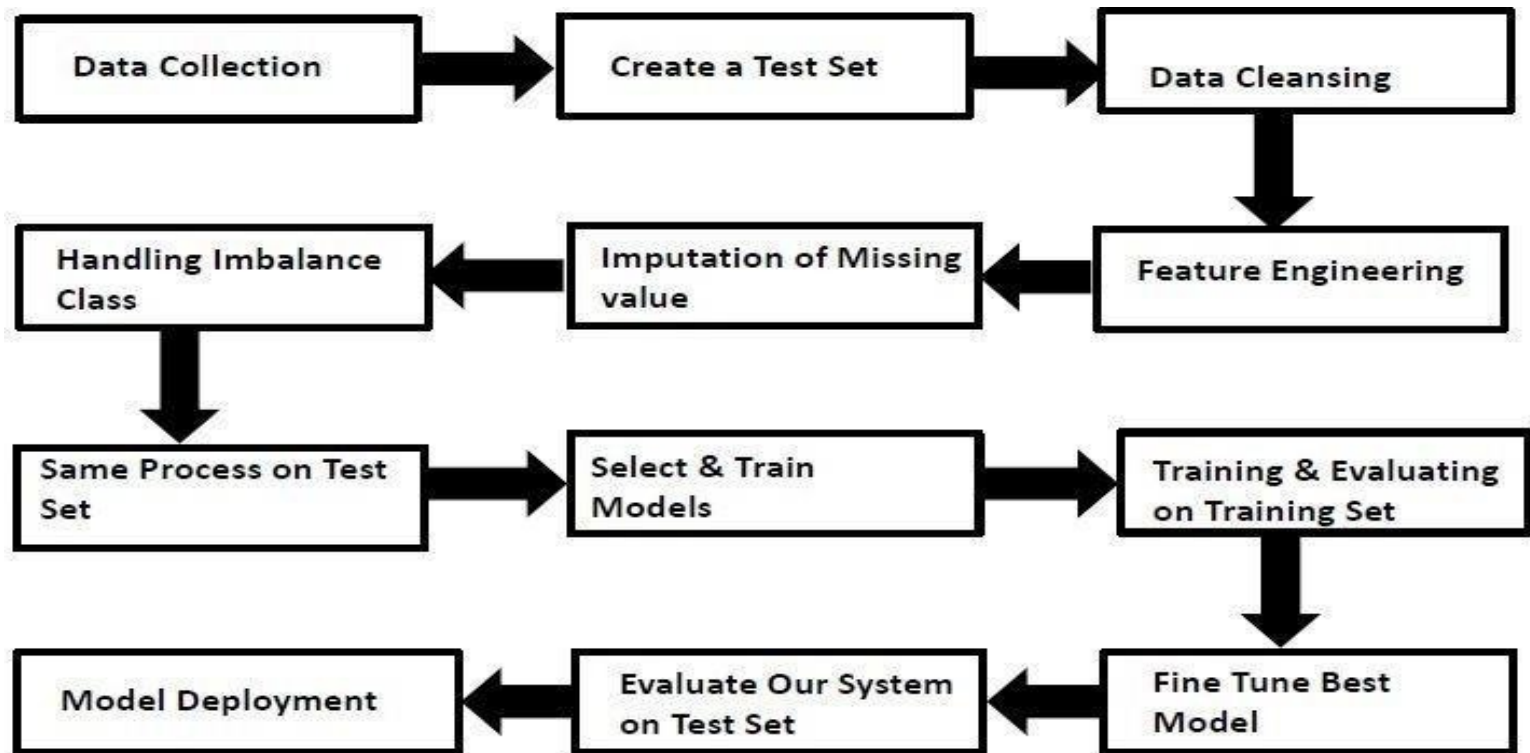 Data Collection
Create a Test Set
Data Cleansing
Feature Engineering
Imputation of Missing
value
Handling Imbalance
Class
Same Process on Test
Set
Select & Train
Models
Training & Evaluating
on Training Set
Fine Tune Best
Model
Evaluate Our System
on Test Set
Model Deployment